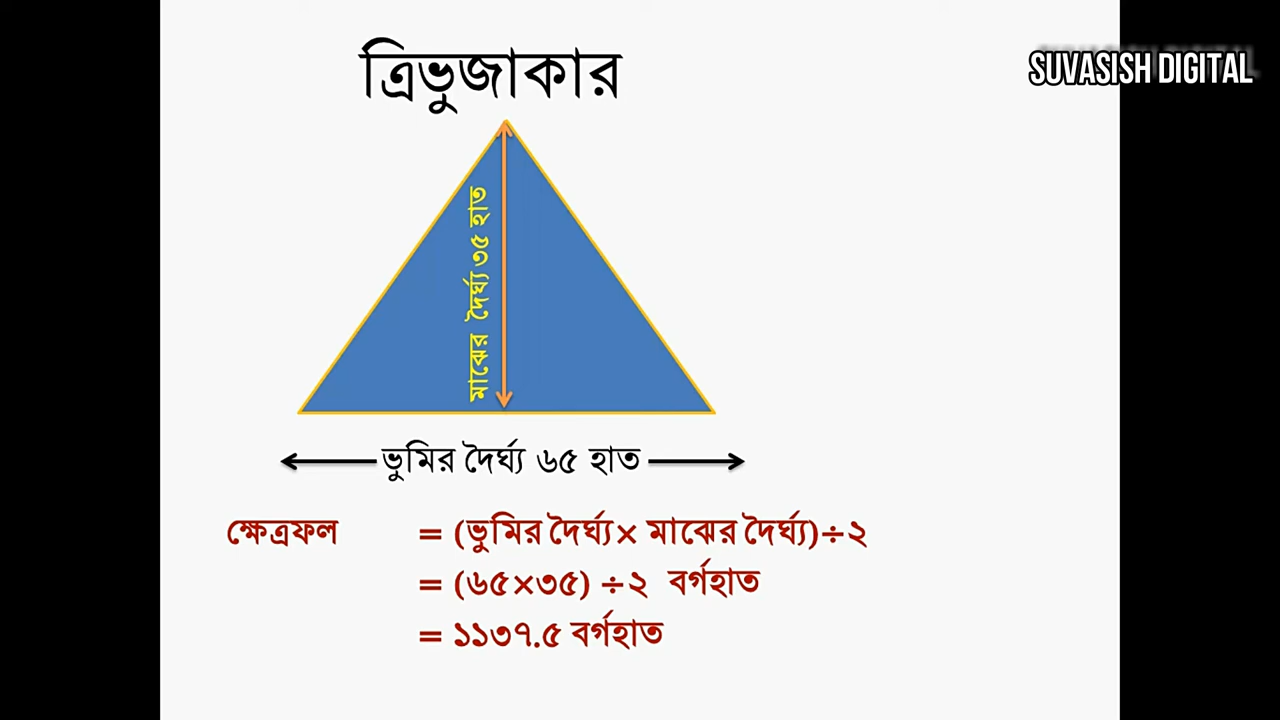 ত্রিভুজাকার
SUVASISH DIGITAL
মাঝের দৈর্ঘ্য ৩৫ হাত
ভুমির দৈর্ঘ্য ৬৫ হাত
ক্ষেত্রফল = (ভুমির দৈর্ঘ্য× মাঝের দৈর্ঘ্য)÷২
= (৬৫×৩৫) ÷২ বর্গহাত
= ১১৩৭.৫ বর্গহাত